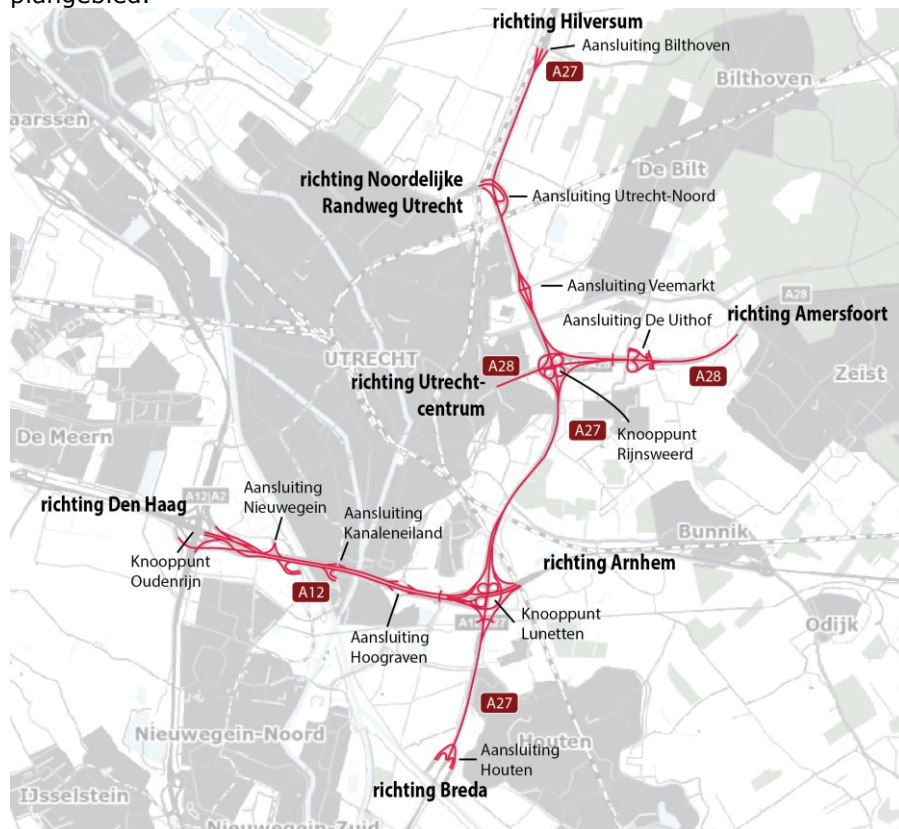 plangebied.
richting Hilversum
Aansluiting Bilthoven
A27
Bilthoven
aarssen
De Bilt
richting Noordelijke
Randweg Utrecht
Aansluiting Utrecht-Noord
Aansluiting Veemarkt
A28
richting Amersfoort
Aansluiting De Uithof
UTRECHT
A28
A28
richting Utrecht-
centrum
Zeist
A27
Knooppunt
Rijnsweerd
De Meern
Aansluiting
Nieuwegein
A12|A2
richting Den Haag
Aansluiting
Kanaleneiland
Bunnik
Knooppunt
Oudenrijn
richting Arnhem
A12
Knooppunt
Lunetten
Aansluiting
Hoograven
Odijk
A27
Nieuwegein-Noord
Houten
Aansluiting
Houten
richting Breda
IJsselstein
Nieuwegein-Zuid